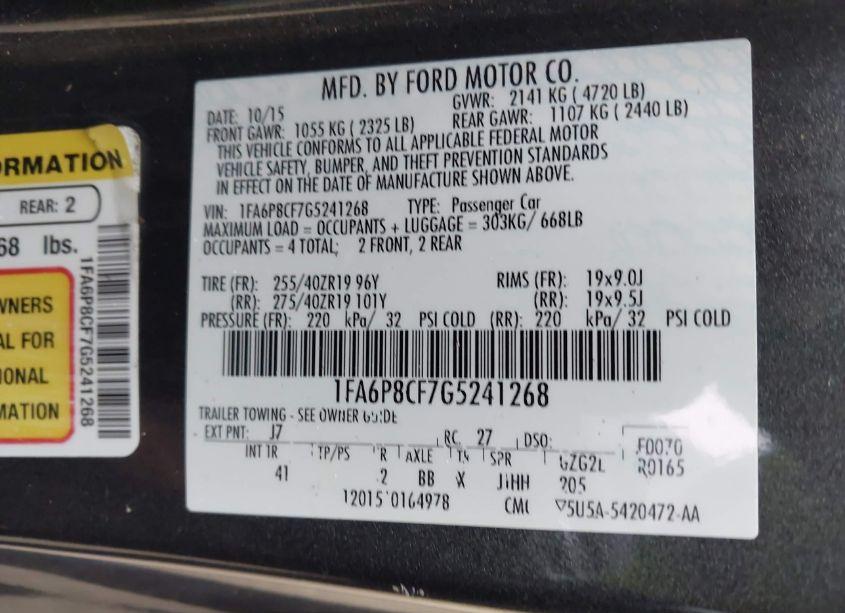 ORMATION
REAR: 2
68 lbs.
WNERS
AL FOR
IONAL
MATION
1FA6P8CF7G5241268
MFD. BY FORD MOTOR CO.
DATE: 10/15 GVWR: 2141 KG ( 4720 LB)
FRONT GAWR: 1055 KG ( 2325 LB) REAR GAWR: 1107 KG ( 2440 LB)
THIS VEHICLE CONFORMS TO ALL APPLICABLE FEDERAL MOTOR
VEHICLE SAFETY, BUMPER, AND THEFT PREVENTION STANDARDS
IN EFFECT ON THE DATE OF MANUFACTURE SHOWN ABOVE.
VIN: 1FA6P8CF7G5241268 TYPE: Passenger Car
MAXIMUM LOAD = OCCUPANTS + LUGGAGE = 303KG/ 668LB
OCCUPANTS = 4 TOTAL; 2 FRONT, 2 REAR
TIRE (FR): 255/40ZR19 96Y RIMS (FR): 19x9.0J
(RR): 275/40ZR19 101Y (RR): 19x9.5J
PRESSURE (FR): 220 kPa/ 32 PSI COLD (RR): 220 kPa/ 32 PSI COLD
1FA6P8CF7G5241268
TRAILER TOWING - SEE OWNER GUIDE
EXT PNT: J7 RC: 27 DSO: F0070
INT TR TP/PS R AXLE TR SPR R0165
41 2 BB X
12015 0164978 5U5A-5420472-AA